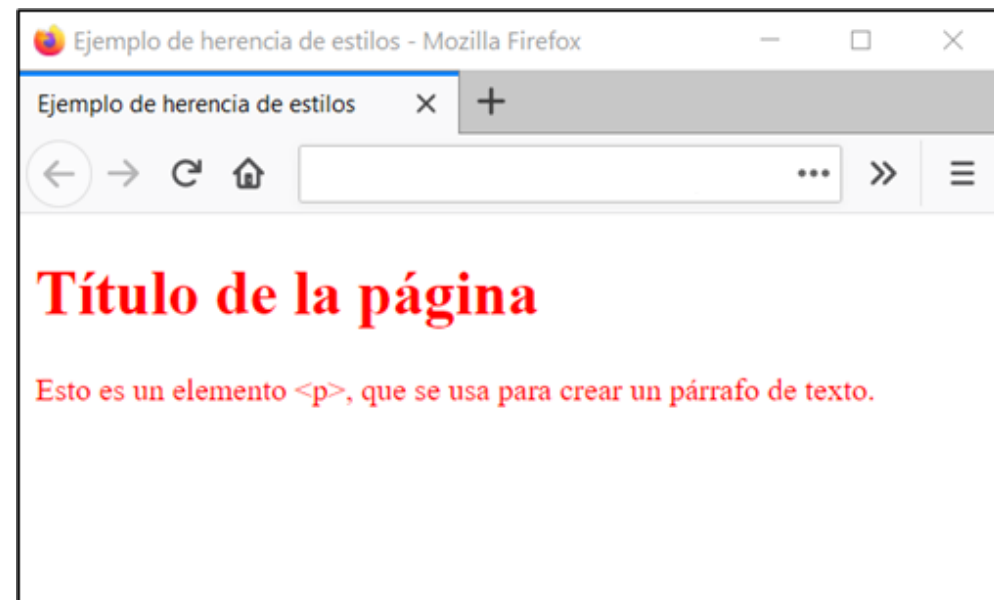 Ejemplo de herencia de estilos - Mozilla Firefox
Ejemplo de herencia de estilos
Título de la página
Esto es un elemento <p>, que se usa para crear un párrafo de texto.